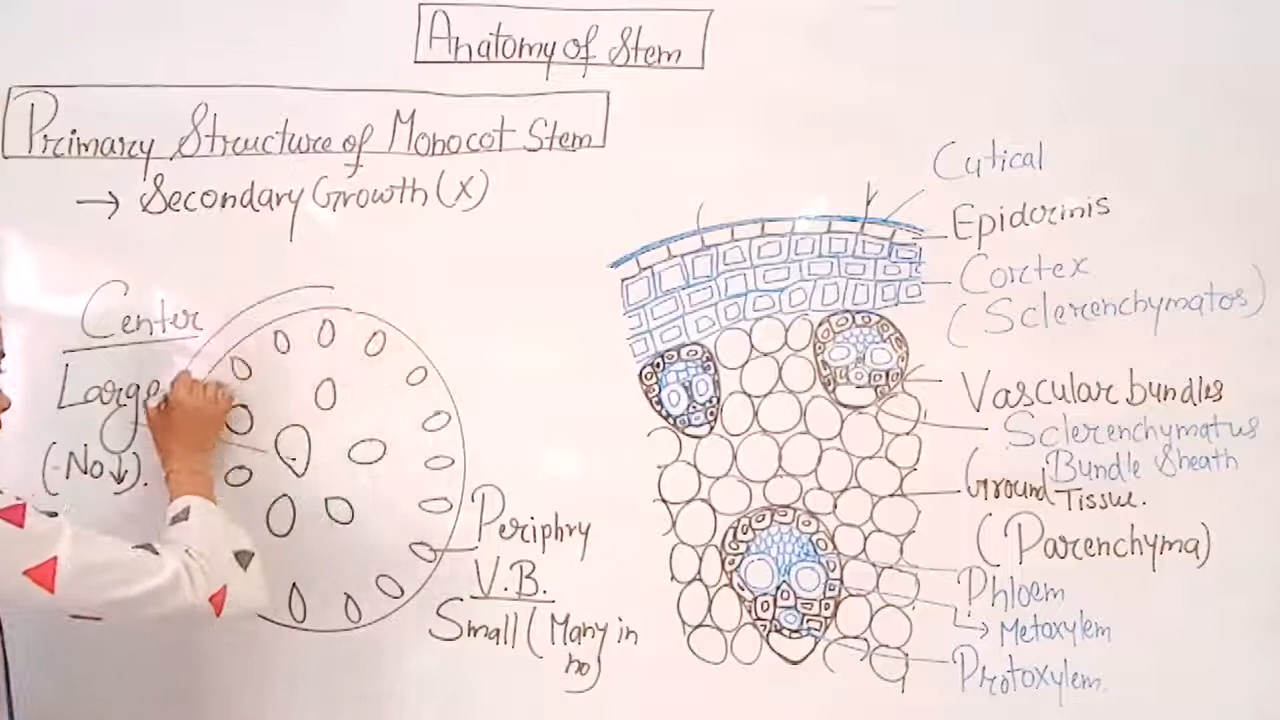 Anatomy of Stem
Primary Structure of Monocot Stem
→ Secondary Growth (X)
Center
Large
(-No↓).
Periphry
V.B.
Small (Many in
no)
Cutical
Epidermis
Cortex
(Sclerenchymatos)
Vascular bundles
Sclerenchymatus
Bundle Sheath
Ground Tissue.
(Parenchyma)
Phloem
→ Metoxylem
Protoxylem.